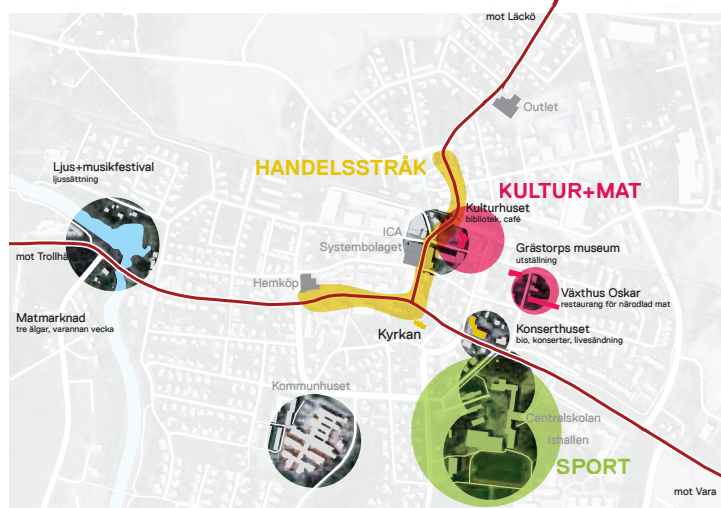 mot Läckö
Outlet
Ljus+musikfestival
ljussättning
HANDELSSTRÅK
KULTUR+MAT
Kulturhuset
bibliotek, café
ICA
Systembolaget
Grästorps museum
utställning
mot Trollhä
Hemköp
Växthus Oskar
restaurang för närodlad mat
Matmarknad
tre älgar, varannan vecka
Kyrkan
Konserthuset
bio, konserter, livesändning
Kommunhuset
Centralskolan
Ishallen
SPORT
mot Vara